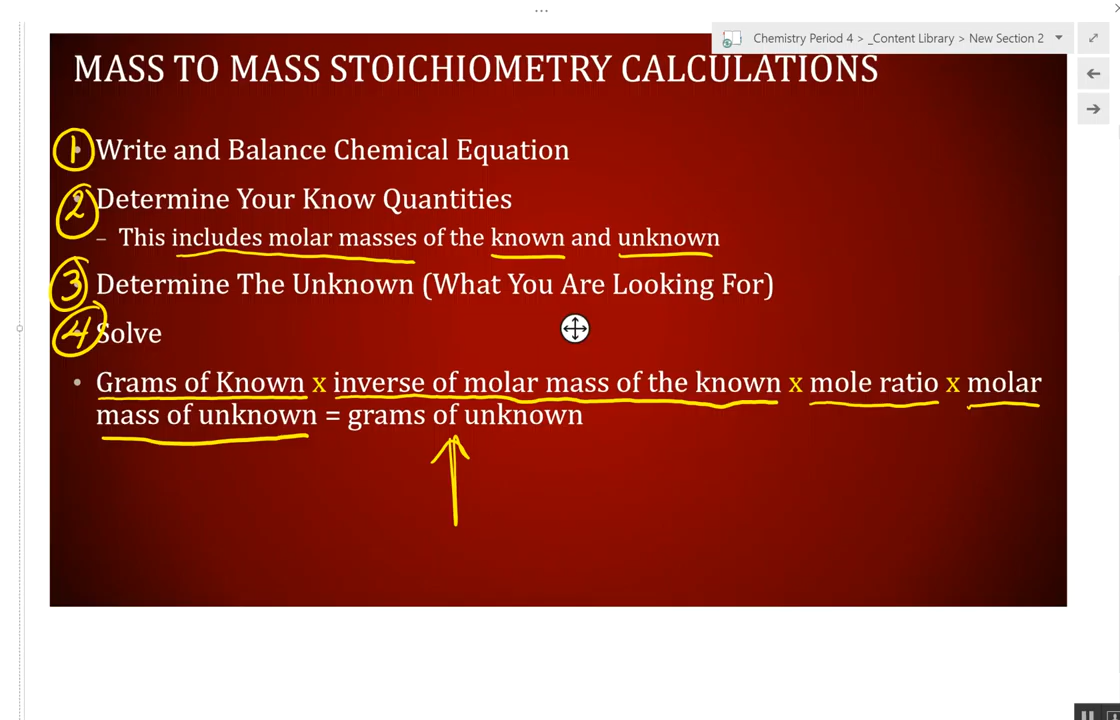 ...
Chemistry Period 4 > _Content Library > New Section 2
MASS TO MASS STOICHIOMETRY CALCULATIONS
1 Write and Balance Chemical Equation
2 Determine Your Know Quantities
– This includes molar masses of the known and unknown
3 Determine The Unknown (What You Are Looking For)
4 Solve
• Grams of Known x inverse of molar mass of the known x mole ratio x molar
mass of unknown = grams of unknown